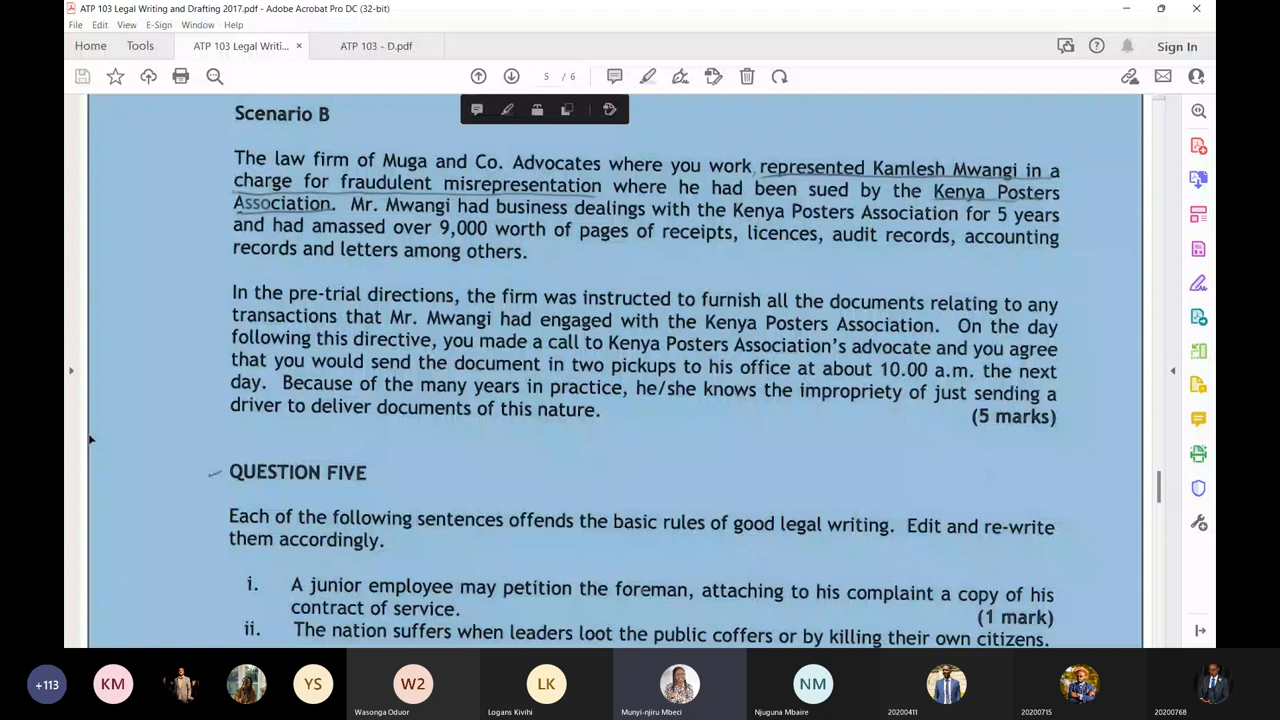 ATP 103 Legal Writing and Drafting 2017.pdf - Adobe Acrobat Pro DC (32-bit)
File Edit View E-Sign Window Help
Home Tools ATP 103 Legal Writi... × ATP 103 - D.pdf Sign In
5 / 6
Scenario B
The law firm of Muga and Co. Advocates where you work represented Kamlesh Mwangi in a
charge for fraudulent misrepresentation where he had been sued by the Kenya Posters
Association. Mr. Mwangi had business dealings with the Kenya Posters Association for 5 years
and had amassed over 9,000 worth of pages of receipts, licences, audit records, accounting
records and letters among others.
In the pre-trial directions, the firm was instructed to furnish all the documents relating to any
transactions that Mr. Mwangi had engaged with the Kenya Posters Association. On the day
following this directive, you made a call to Kenya Posters Association's advocate and you agree
that you would send the document in two pickups to his office at about 10.00 a.m. the next
day. Because of the many years in practice, he/she knows the impropriety of just sending a
driver to deliver documents of this nature. (5 marks)
QUESTION FIVE
Each of the following sentences offends the basic rules of good legal writing. Edit and re-write
them accordingly.
i. A junior employee may petition the foreman, attaching to his complaint a copy of his
contract of service. (1 mark)
ii. The nation suffers when leaders loot the public coffers or by killing their own citizens.
+113 KM YS W2 LK NM
Wasonga Oduor Logans Kivihi Munyi-njiru Mbeci Njuguna Mbaire 20200411 20200715 20200768